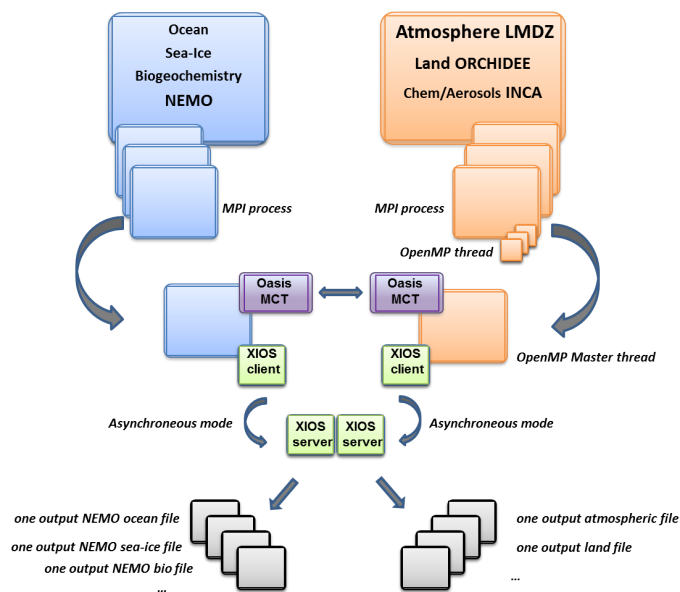 Ocean
Sea-Ice
Biogeochemistry
NEMO
Atmosphere LMDZ
Land ORCHIDEE
Chem/Aerosols INCA
MPI process
MPI process
OpenMP thread
Oasis
MCT
Oasis
MCT
XIOS
client
XIOS
client
OpenMP Master thread
Asynchroneous mode
XIOS
server
XIOS
server
Asynchroneous mode
one output NEMO ocean file
one output NEMO sea-ice file
one output NEMO bio file
...
one output atmospheric file
one output land file
...